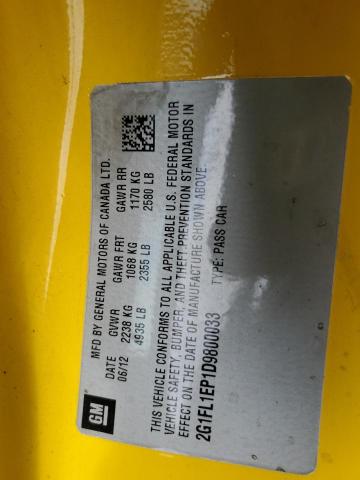 GM
MFD BY GENERAL MOTORS OF CANADA LTD.
DATE GVWR GAWR FRT GAWR RR
06/12 2238 KG 1068 KG 1170 KG
4935 LB 2355 LB 2580 LB
THIS VEHICLE CONFORMS TO ALL APPLICABLE U.S. FEDERAL MOTOR
VEHICLE SAFETY, BUMPER, AND THEFT PREVENTION STANDARDS IN
EFFECT ON THE DATE OF MANUFACTURE SHOWN ABOVE
2G1FL1EP1D9800033 TYPE: PASS CAR